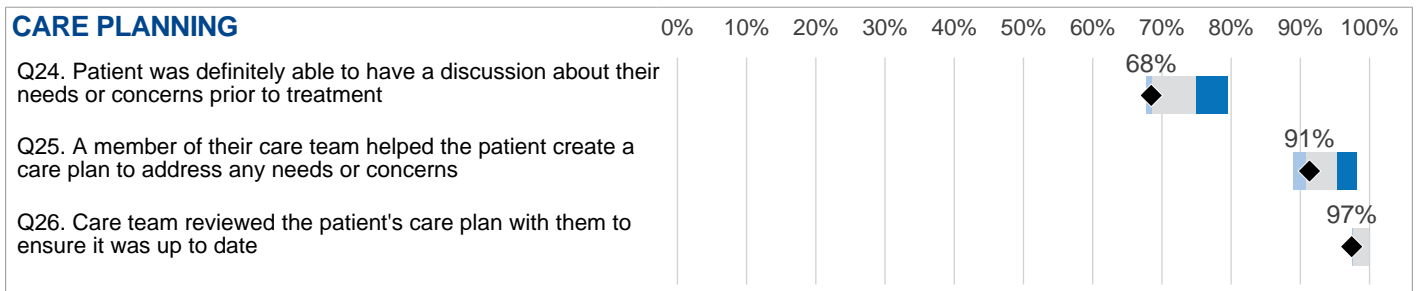 CARE PLANNING
0% 10% 20% 30% 40% 50% 60% 70% 80% 90% 100%
Q24. Patient was definitely able to have a discussion about their
needs or concerns prior to treatment
68%
Q25. A member of their care team helped the patient create a
care plan to address any needs or concerns
91%
Q26. Care team reviewed the patient's care plan with them to
ensure it was up to date
97%